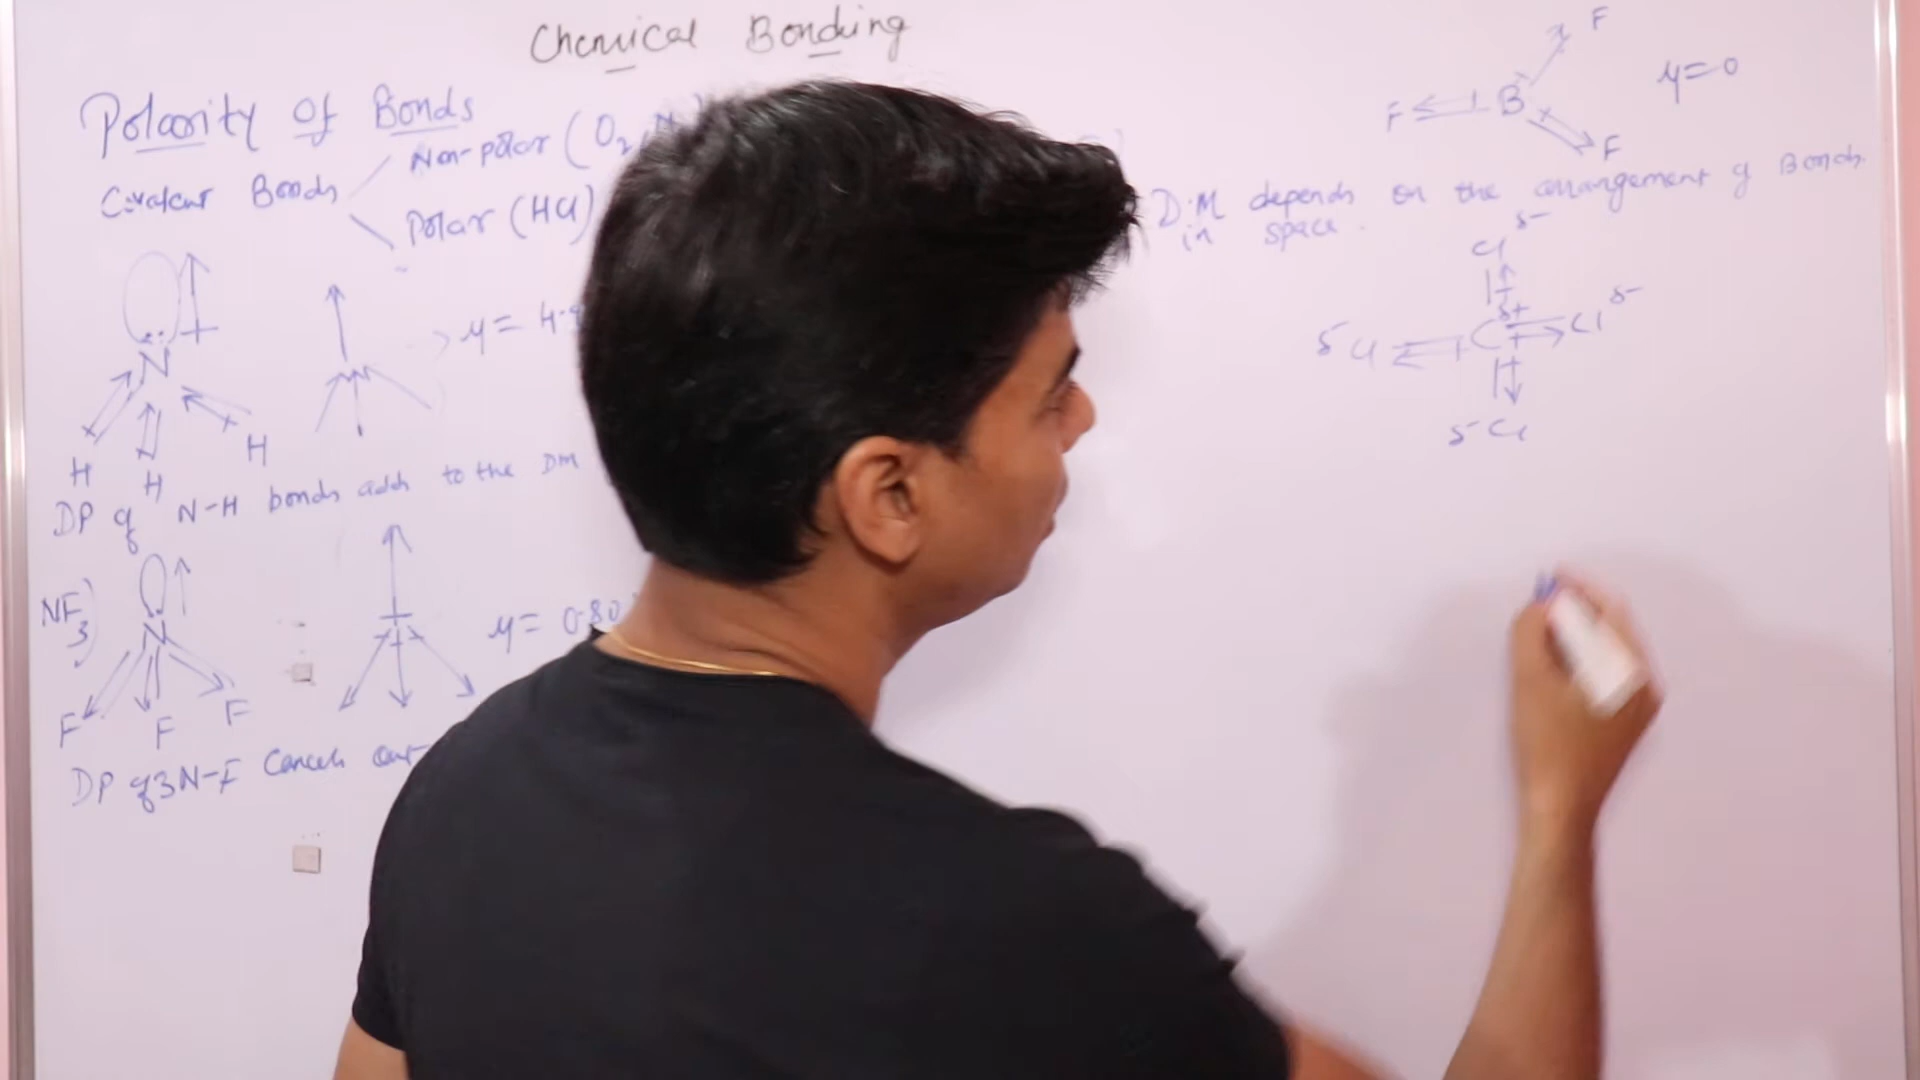 Chemical Bonding
Polarity of Bonds
Covalent Bonds
Non-polar (O2, N
Polar (HCl)
N
H
H
H
μ = 4.9
DP of N-H bonds adds to the DM
NF3)
N
F
F
F
μ = 0.80
DP of 3N-F Cancels out
F
B
F
F
μ = 0
D.M depends on the arrangement of Bonds
in space.
Cl δ-
δ- Cl
C δ+
Cl δ-
δ- Cl